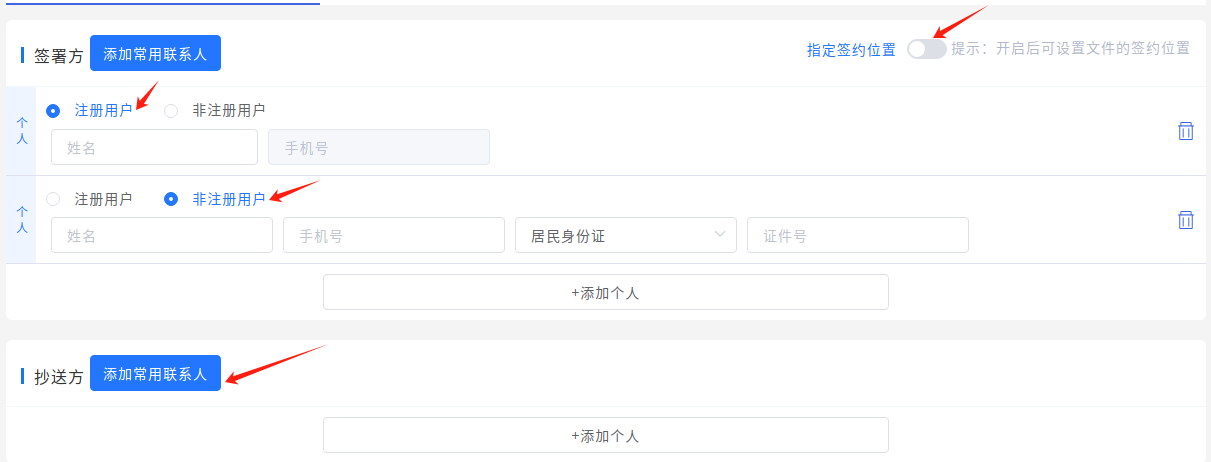 签署方 添加常用联系人 指定签约位置 提示：开启后可设置文件的签约位置
个人
注册用户 非注册用户
姓名 手机号
个人
注册用户 非注册用户
姓名 手机号 居民身份证 证件号
+添加个人
抄送方 添加常用联系人
+添加个人